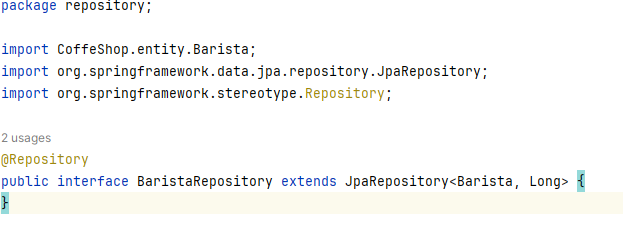 package repository;
import CoffeShop.entity.Barista;
import org.springframework.data.jpa.repository.JpaRepository;
import org.springframework.stereotype.Repository;
2 usages
@Repository
public interface BaristaRepository extends JpaRepository<Barista, Long> {
}